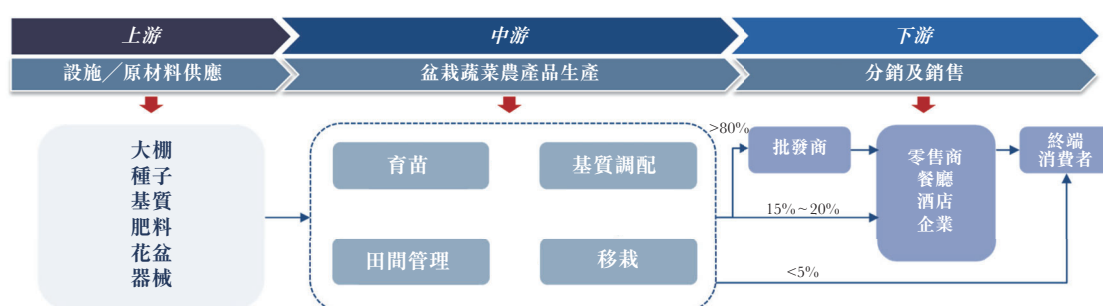 上游
中游
下游
設施／原材料供應
盆栽蔬菜農產品生產
分銷及銷售
大棚
種子
基質
肥料
花盆
器械
育苗
基質調配
田間管理
移栽
>80%
批發商
15%~20%
<5%
零售商
餐廳
酒店
企業
終端
消費者